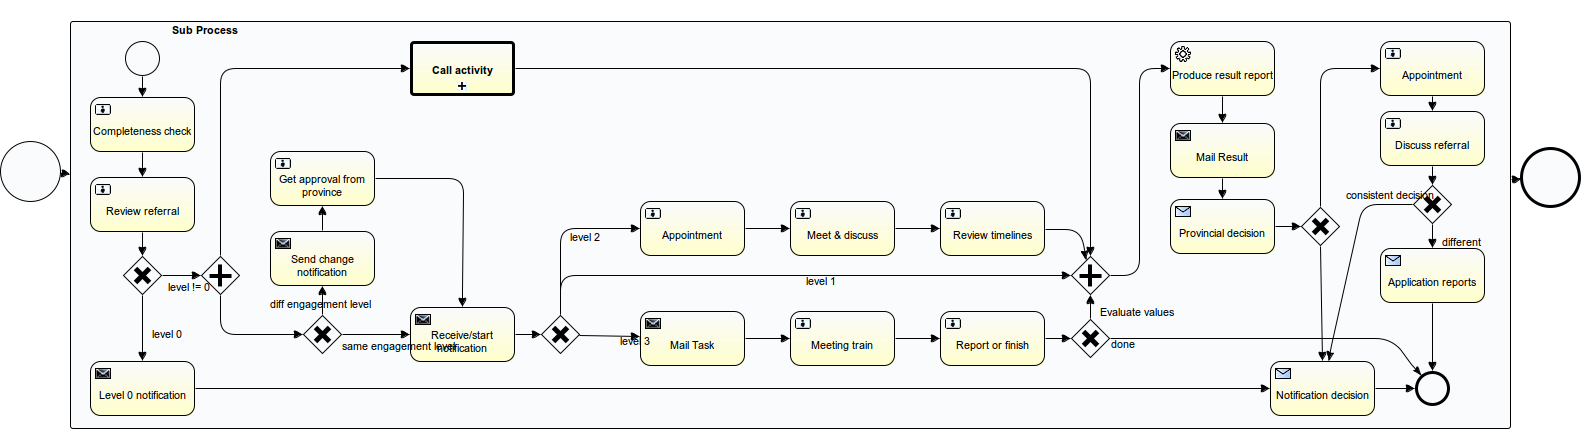 Sub Process
Completeness check
Review referral
level != 0
level 0
Level 0 notification
Call activity
Get approval from
province
Send change
notification
diff engagement level
same engagement level
Receive/start
notification
level 2
level 1
level 3
Appointment
Meet & discuss
Review timelines
Mail Task
Meeting train
Report or finish
Evaluate values
done
Produce result report
Mail Result
Provincial decision
Appointment
Discuss referral
consistent decision
different
Application reports
Notification decision